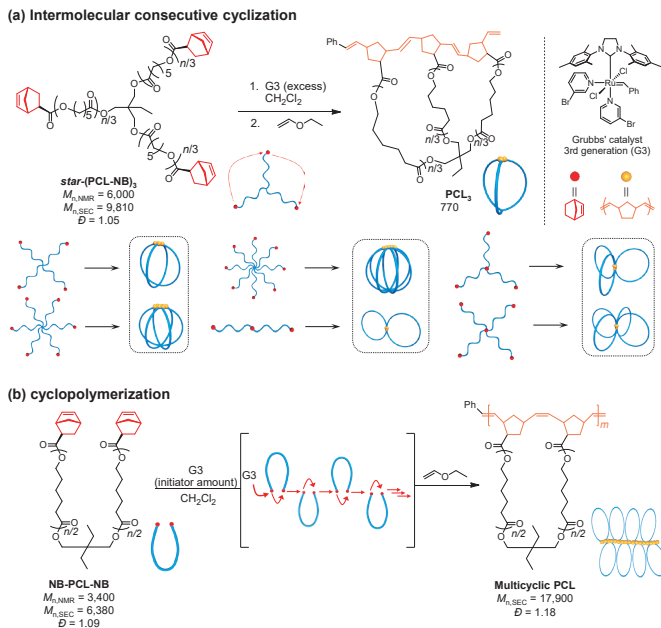 (a) Intermolecular consecutive cyclization
O
O
n/3
5
O
O
n/3
5
O
O
5
n/3
O
O
star-(PCL-NB)3
Mn,NMR = 6,000
Mn,SEC = 9,810
Đ = 1.05
1. G3 (excess)
CH2Cl2
2.
O
Ph
O
O
O
O
O
O
n/3
n/3
n/3
PCL3
770
N
N
Cl
Ru
Ph
Cl
N
N
Br
Br
Grubbs' catalyst
3rd generation (G3)
(b) cyclopolymerization
O
O
O
O
O
O
n/2
n/2
O
O
NB-PCL-NB
Mn,NMR = 3,400
Mn,SEC = 6,380
Đ = 1.09
G3
(initiator amount)
CH2Cl2
G3
O
Ph
m
O
O
O
O
O
O
n/2
n/2
O
O
Multicyclic PCL
Mn,SEC = 17,900
Đ = 1.18